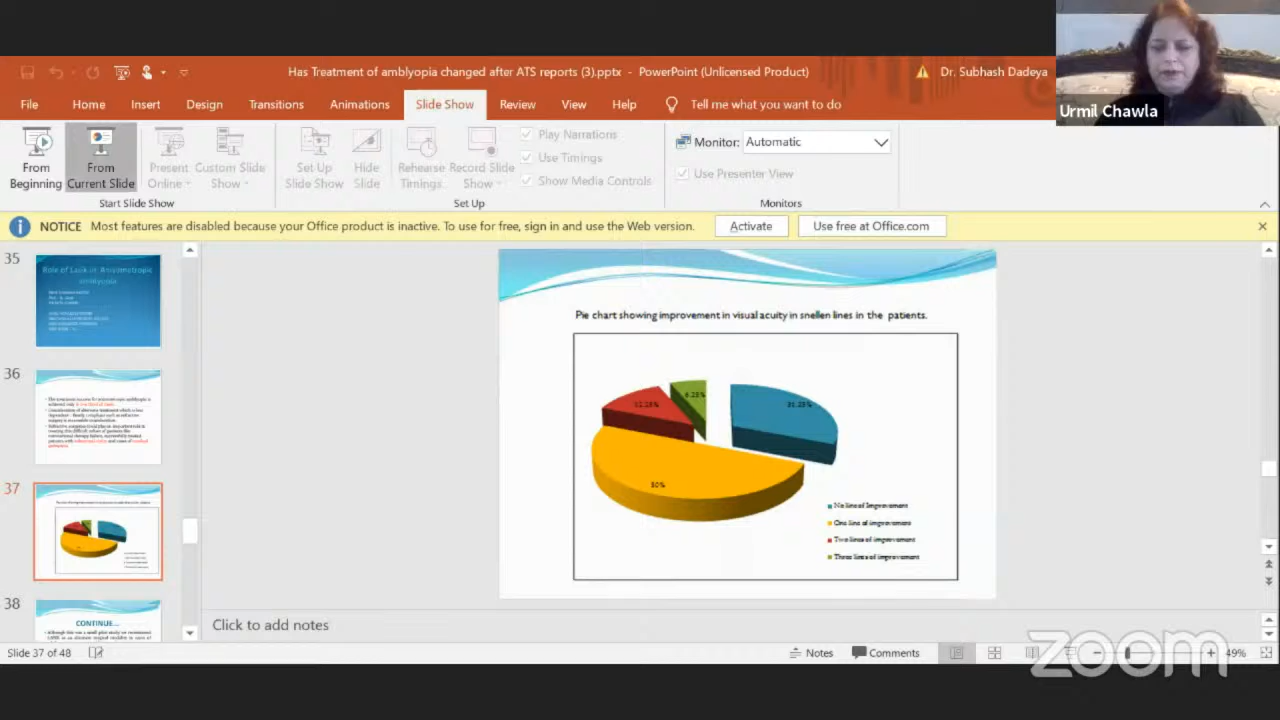 Has Treatment of amblyopia changed after ATS reports (3).pptx - PowerPoint (Unlicensed Product)
Dr. Subhash Dadeya
Urmil Chawla
File Home Insert Design Transitions Animations Slide Show Review View Help Tell me what you want to do
From Beginning
From Current Slide
Present Online
Custom Slide Show
Start Slide Show
Set Up Slide Show
Hide Slide
Rehearse Timings
Record Slide Show
Play Narrations
Use Timings
Show Media Controls
Set Up
Monitor: Automatic
Use Presenter View
Monitors
NOTICE Most features are disabled because your Office product is inactive. To use for free, sign in and use the Web version. Activate Use free at Office.com
35
Role of Lasik in Anisometropic
amblyopia
36
37
38
CONTINUE...
Pie chart showing improvement in visual acuity in snellen lines in the patients.
6.25%
12.25%
31.25%
50%
No line of Improvement
One line of improvement
Two lines of improvement
Three lines of improvement
Click to add notes
Slide 37 of 48
Notes
Comments
49%
zoom